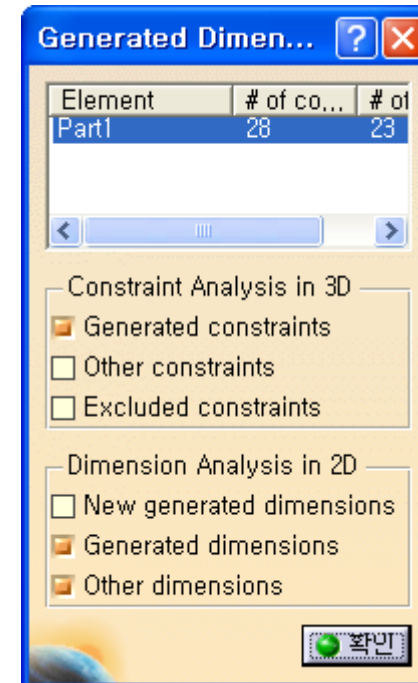 Generated Dimen...
Element # of co... # of
Part1 28 23
Constraint Analysis in 3D
Generated constraints
Other constraints
Excluded constraints
Dimension Analysis in 2D
New generated dimensions
Generated dimensions
Other dimensions
확인